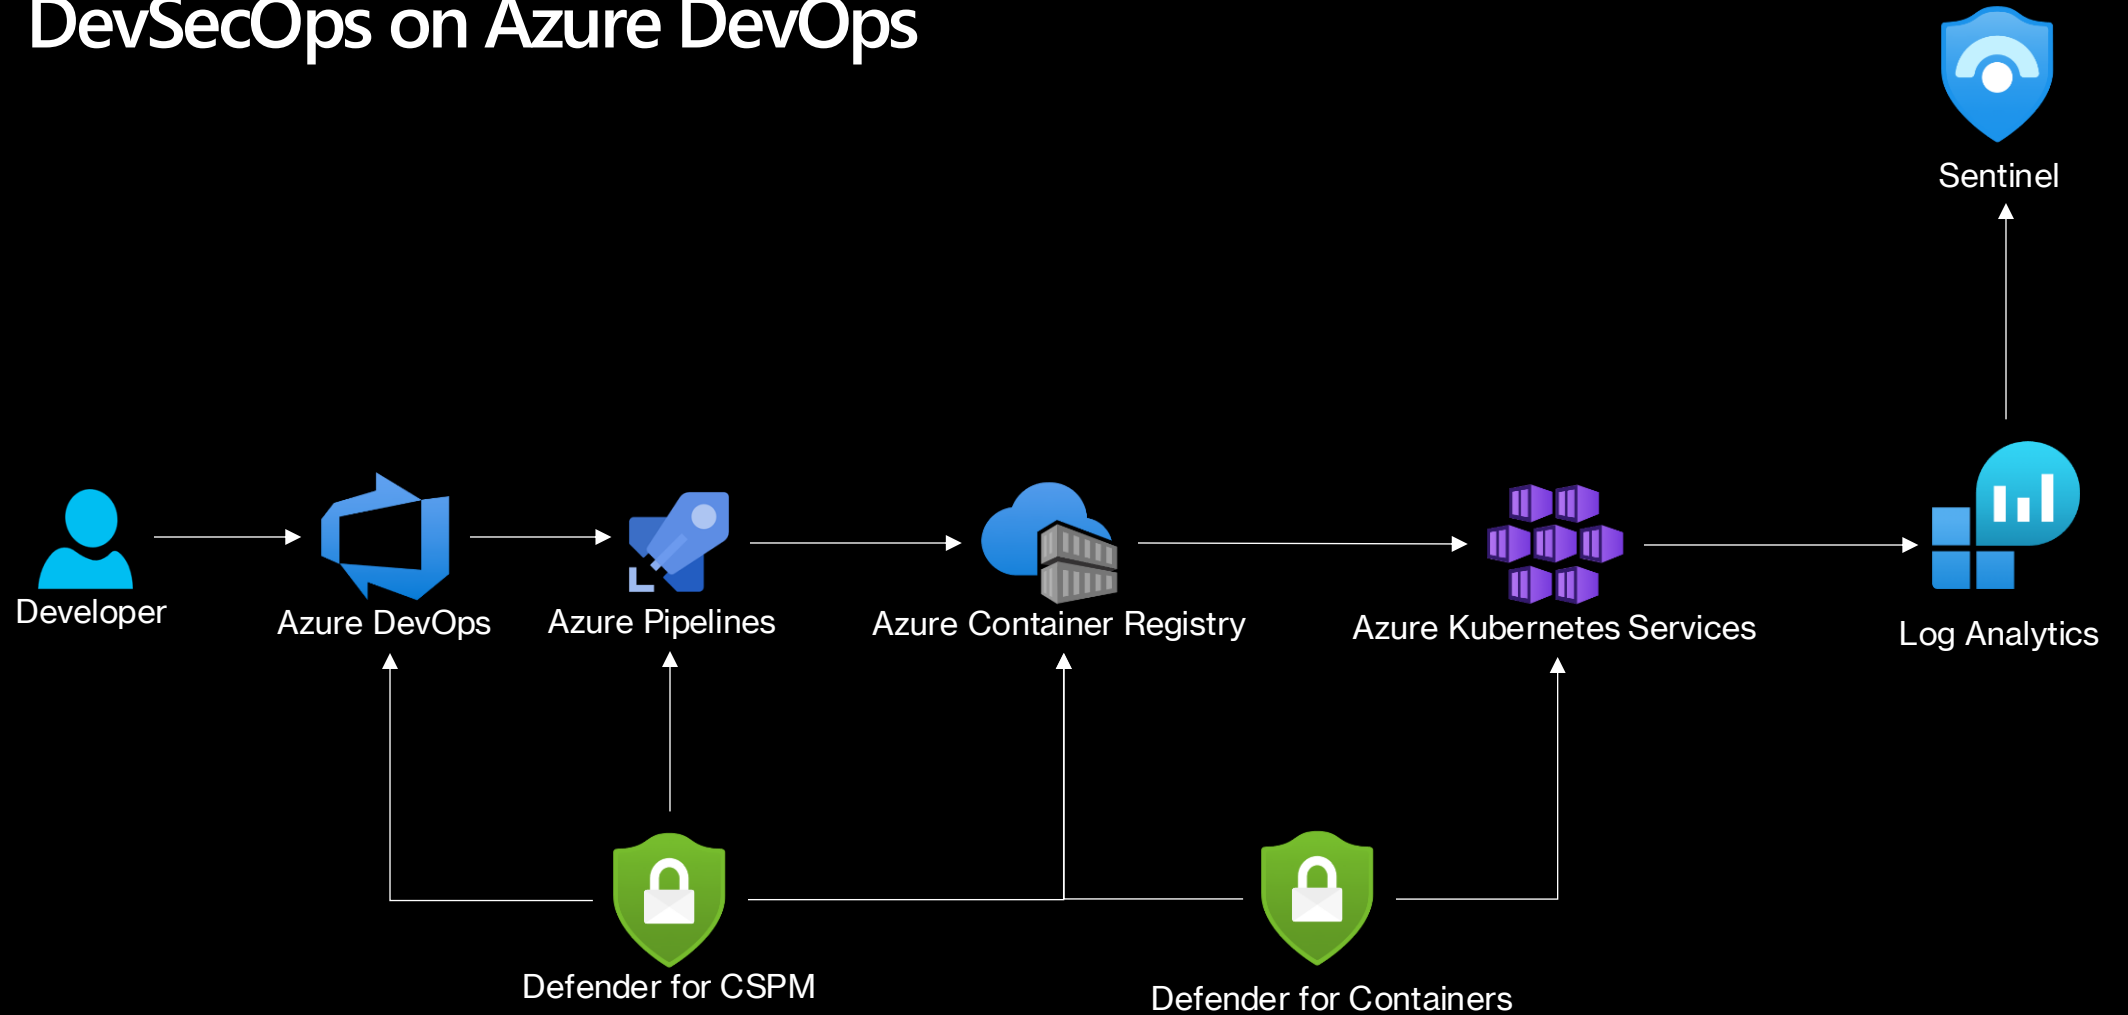 DevSecOps on Azure DevOps
Sentinel
Developer
Azure DevOps
Azure Pipelines
Azure Container Registry
Azure Kubernetes Services
Log Analytics
Defender for CSPM
Defender for Containers